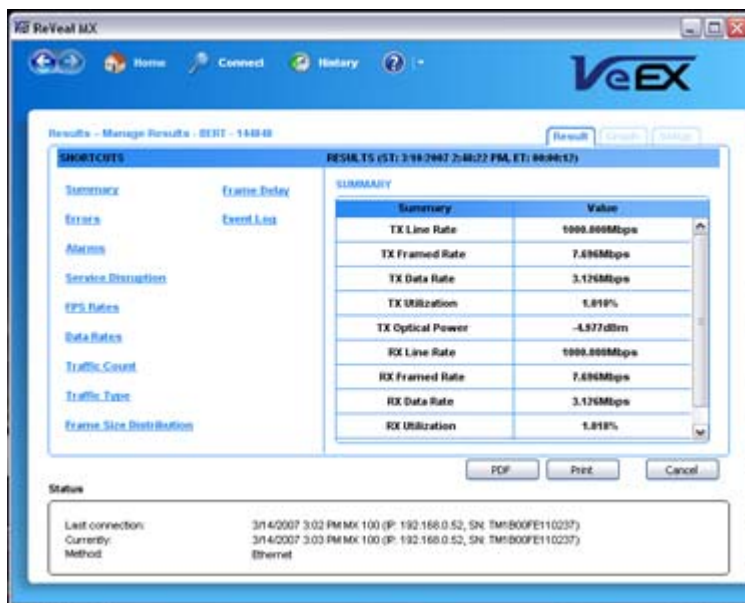 ReVeal MX
Home
Connect
History
VeEX
Results - Manage Results - BERT - 144848
Result
Graph
Setup
SHORTCUTS
Summary
Frame Delay
Errors
Event Log
Alarms
Service Disruption
FPS Rates
Data Rates
Traffic Count
Traffic Type
Frame Size Distribution
RESULTS (ST: 3/10/2007 2:48:22 PM, ET: 00:00:12)
SUMMARY
Summary Value
TX Line Rate 1000.000Mbps
TX Framed Rate 7.696Mbps
TX Data Rate 3.126Mbps
TX Utilization 1.010%
TX Optical Power -4.977dBm
RX Line Rate 1000.000Mbps
RX Framed Rate 7.696Mbps
RX Data Rate 3.126Mbps
RX Utilization 1.010%
PDF
Print
Cancel
Status
Last connection: 3/14/2007 3:02 PM MX 100 (IP: 192.168.0.52, SN: TM1B00FE110237)
Currently: 3/14/2007 3:03 PM MX 100 (IP: 192.168.0.52, SN: TM1B00FE110237)
Method: Ethernet